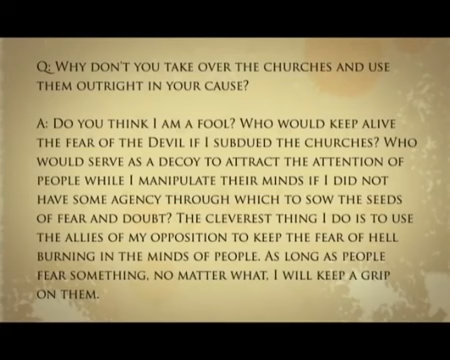 Q: Why don't you take over the churches and use
them outright in your cause?
A: Do you think I am a fool? Who would keep alive
the fear of the Devil if I subdued the churches? Who
would serve as a decoy to attract the attention of
people while I manipulate their minds if I did not
have some agency through which to sow the seeds
of fear and doubt? The cleverest thing I do is to use
the allies of my opposition to keep the fear of hell
burning in the minds of people. As long as people
fear something, no matter what, I will keep a grip
on them.